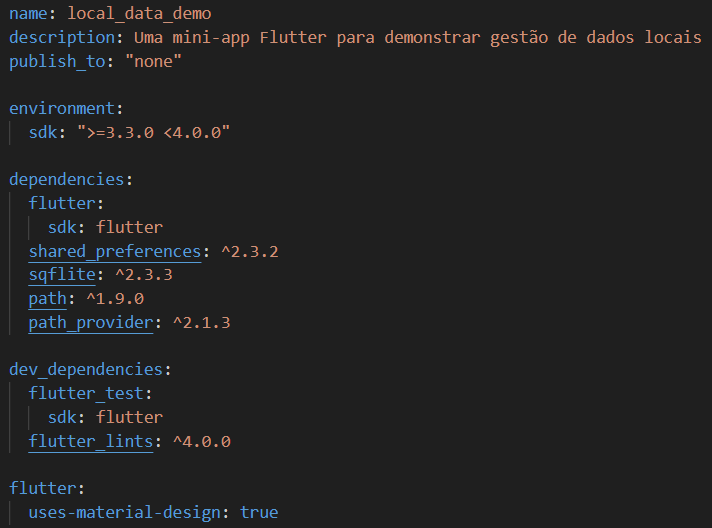 name: local_data_demo
description: Uma mini-app Flutter para demonstrar gestão de dados locais
publish_to: "none"

environment:
  sdk: ">=3.3.0 <4.0.0"

dependencies:
  flutter:
    sdk: flutter
  shared_preferences: ^2.3.2
  sqflite: ^2.3.3
  path: ^1.9.0
  path_provider: ^2.1.3

dev_dependencies:
  flutter_test:
    sdk: flutter
  flutter_lints: ^4.0.0

flutter:
  uses-material-design: true